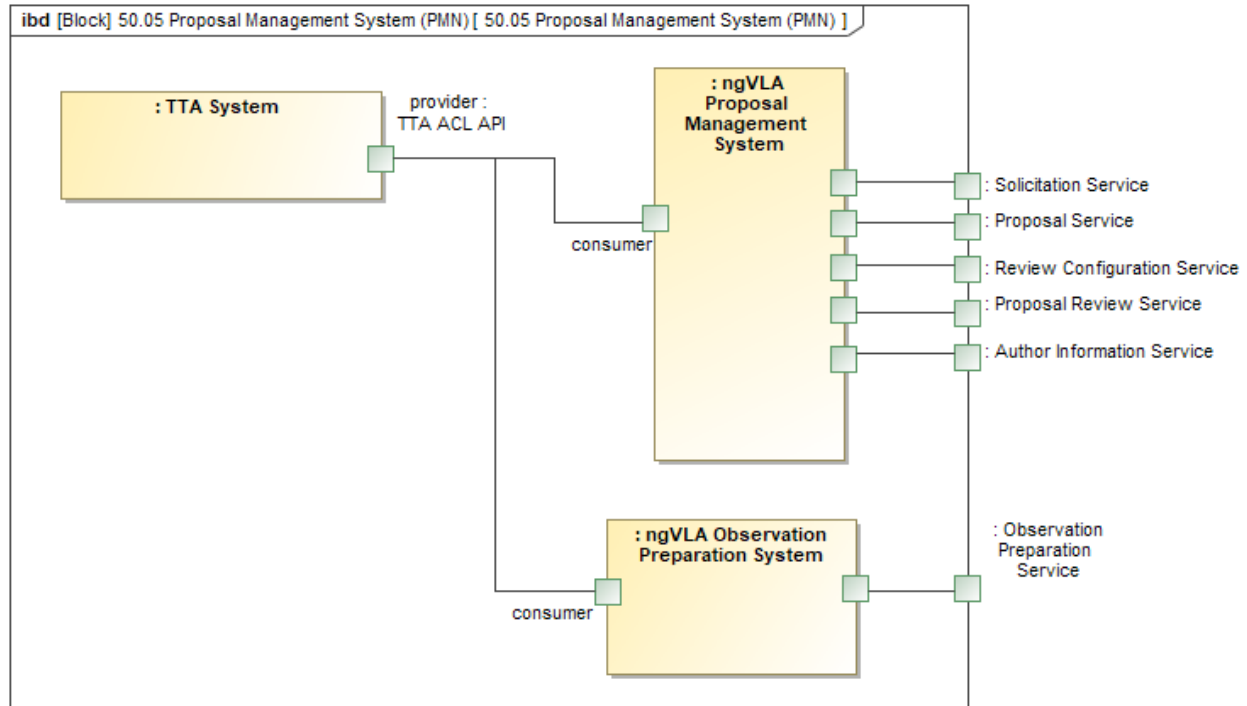 ibd [Block] 50.05 Proposal Management System (PMN) [ 50.05 Proposal Management System (PMN) ]
: TTA System
provider :
TTA ACL API
: ngVLA
Proposal
Management
System
consumer
: Solicitation Service
: Proposal Service
: Review Configuration Service
: Proposal Review Service
: Author Information Service
: ngVLA Observation
Preparation System
consumer
: Observation
Preparation
Service